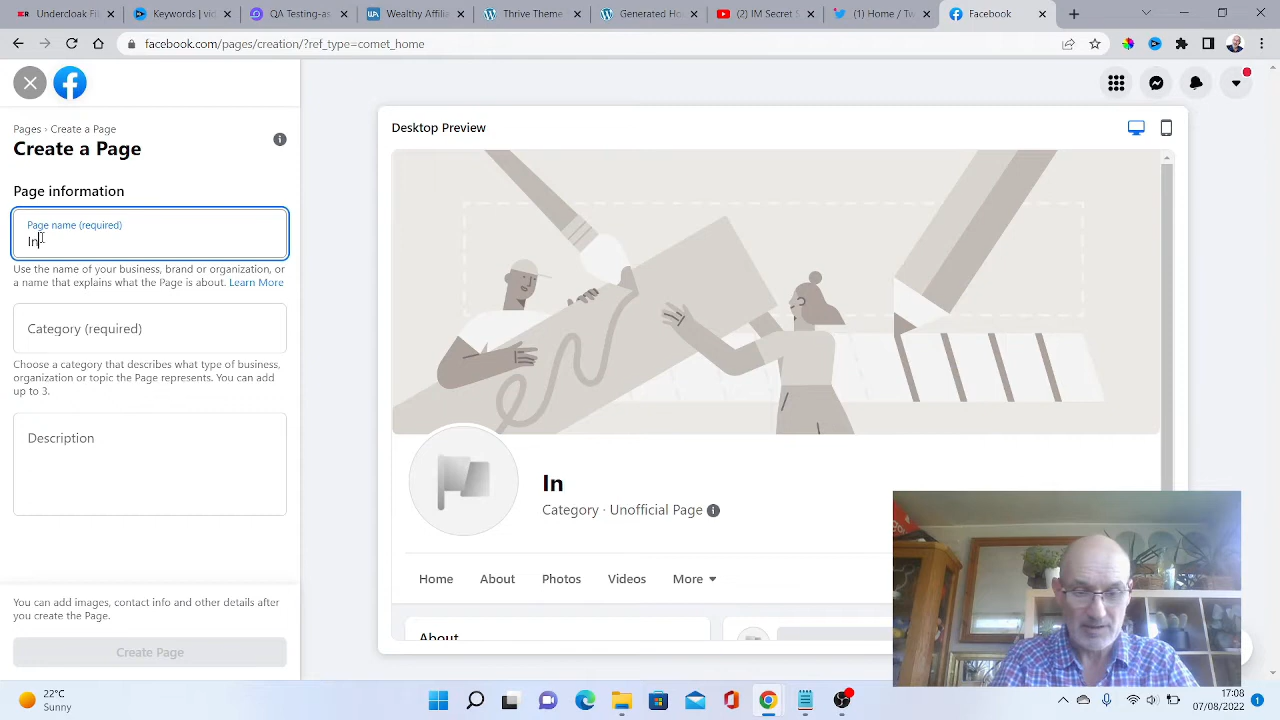 Under Findabl
Keywords | vid
QA Testing-as
Wealthy Affilia
Thrive Theme
Generated Ho
(2) IM Secret S
(1) Home / Tw
Facebook
facebook.com/pages/creation/?ref_type=comet_home
Pages › Create a Page
Create a Page
Page information
Page name (required)
In
Use the name of your business, brand or organization, or
a name that explains what the Page is about. Learn More
Category (required)
Choose a category that describes what type of business,
organization or topic the Page represents. You can add
up to 3.
Description
You can add images, contact info and other details after
you create the Page.
Create Page
Desktop Preview
In
Category · Unofficial Page
Home
About
Photos
Videos
More
About
22°C
Sunny
17:08
07/08/2022
1